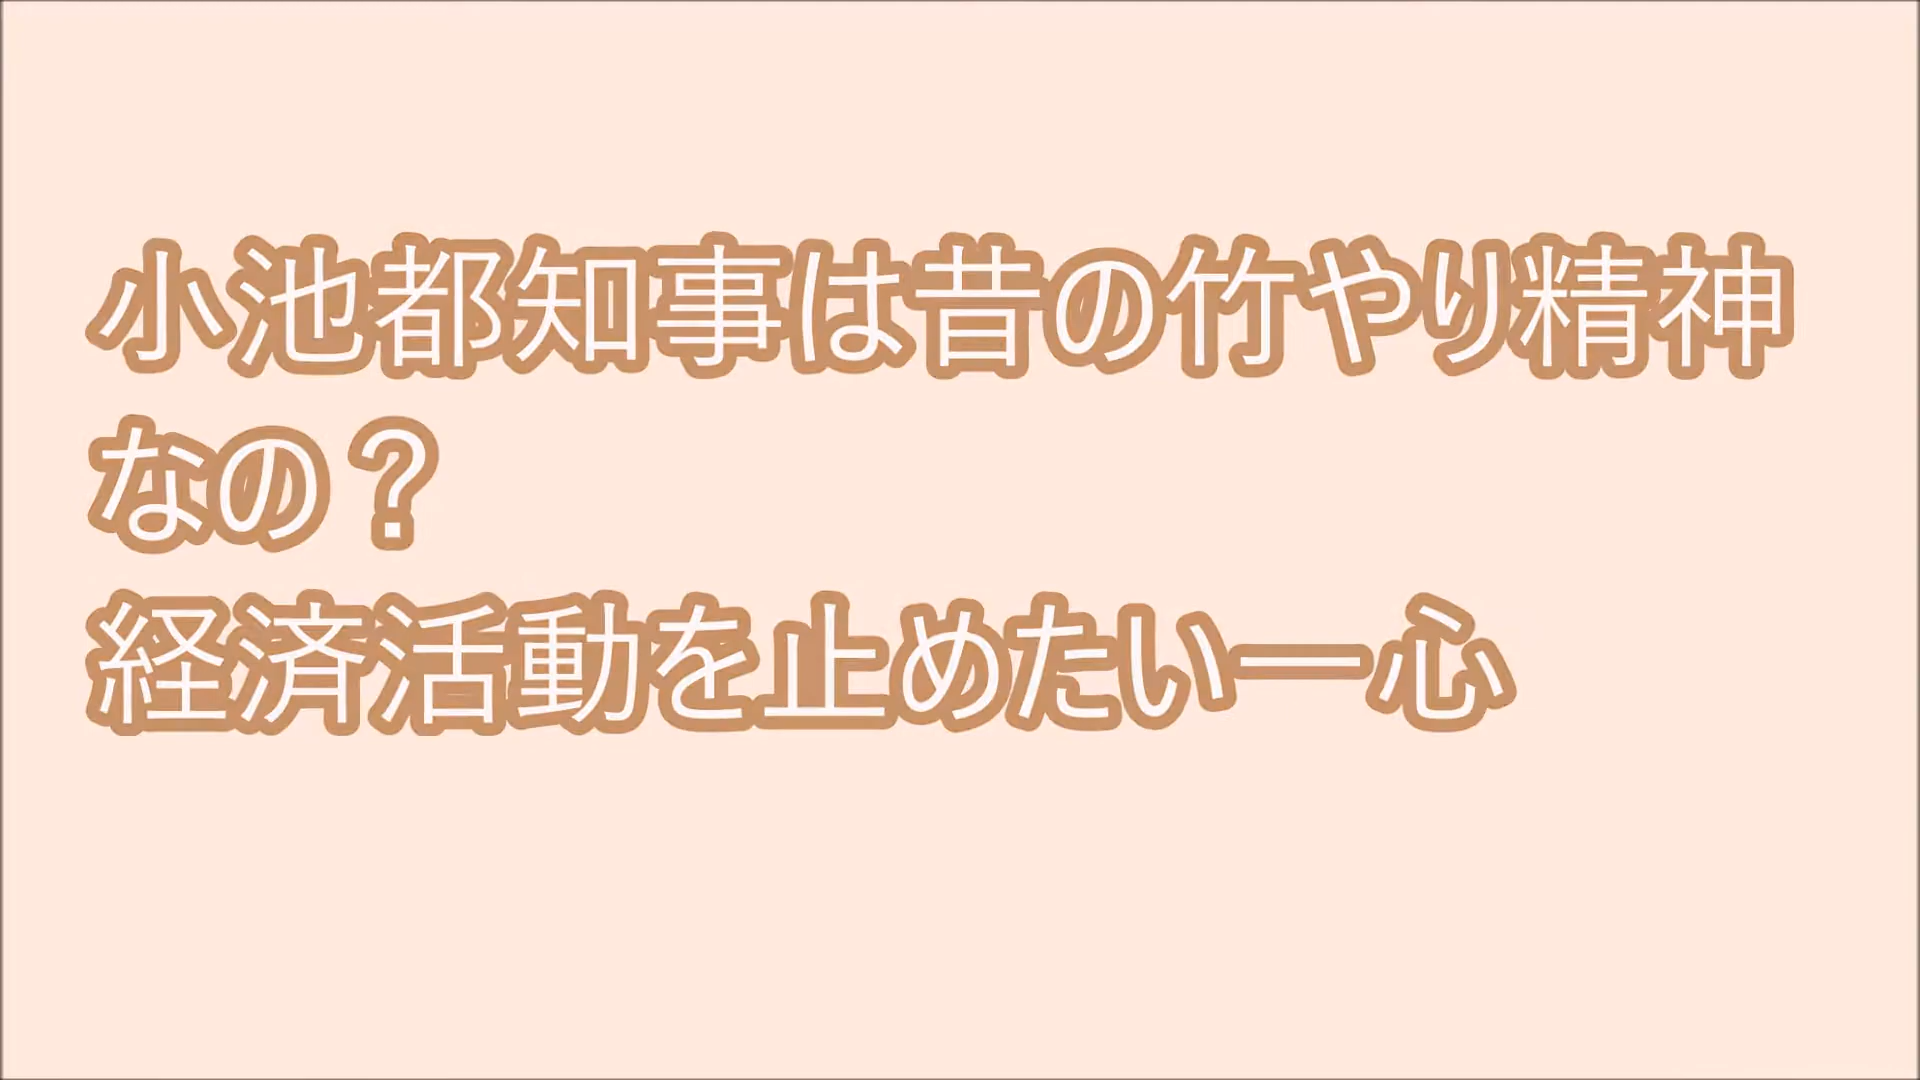 小池都知事は昔の竹やり精神
なの？
経済活動を止めたい一心